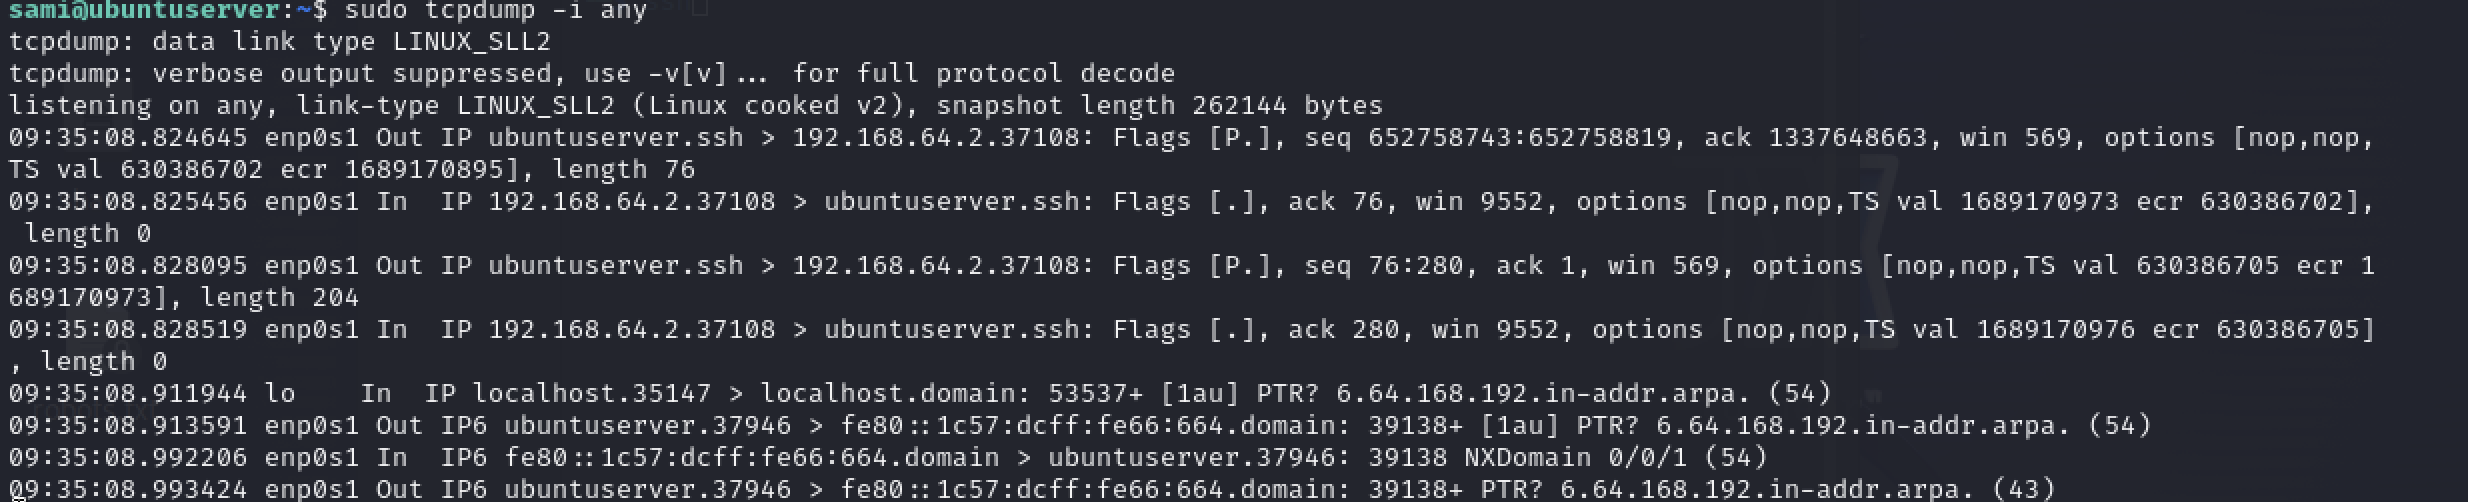 sami@ubuntuserver:~$ sudo tcpdump -i any
tcpdump: data link type LINUX_SLL2
tcpdump: verbose output suppressed, use -v[v]... for full protocol decode
listening on any, link-type LINUX_SLL2 (Linux cooked v2), snapshot length 262144 bytes
09:35:08.824645 enp0s1 Out IP ubuntuserver.ssh > 192.168.64.2.37108: Flags [P.], seq 652758743:652758819, ack 1337648663, win 569, options [nop,nop,
TS val 630386702 ecr 1689170895], length 76
09:35:08.825456 enp0s1 In  IP 192.168.64.2.37108 > ubuntuserver.ssh: Flags [.], ack 76, win 9552, options [nop,nop,TS val 1689170973 ecr 630386702],
 length 0
09:35:08.828095 enp0s1 Out IP ubuntuserver.ssh > 192.168.64.2.37108: Flags [P.], seq 76:280, ack 1, win 569, options [nop,nop,TS val 630386705 ecr 1
689170973], length 204
09:35:08.828519 enp0s1 In  IP 192.168.64.2.37108 > ubuntuserver.ssh: Flags [.], ack 280, win 9552, options [nop,nop,TS val 1689170976 ecr 630386705]
, length 0
09:35:08.911944 lo    In  IP localhost.35147 > localhost.domain: 53537+ [1au] PTR? 6.64.168.192.in-addr.arpa. (54)
09:35:08.913591 enp0s1 Out IP6 ubuntuserver.37946 > fe80::1c57:dcff:fe66:664.domain: 39138+ [1au] PTR? 6.64.168.192.in-addr.arpa. (54)
09:35:08.992206 enp0s1 In  IP6 fe80::1c57:dcff:fe66:664.domain > ubuntuserver.37946: 39138 NXDomain 0/0/1 (54)
09:35:08.993424 enp0s1 Out IP6 ubuntuserver.37946 > fe80::1c57:dcff:fe66:664.domain: 39138+ PTR? 6.64.168.192.in-addr.arpa. (43)